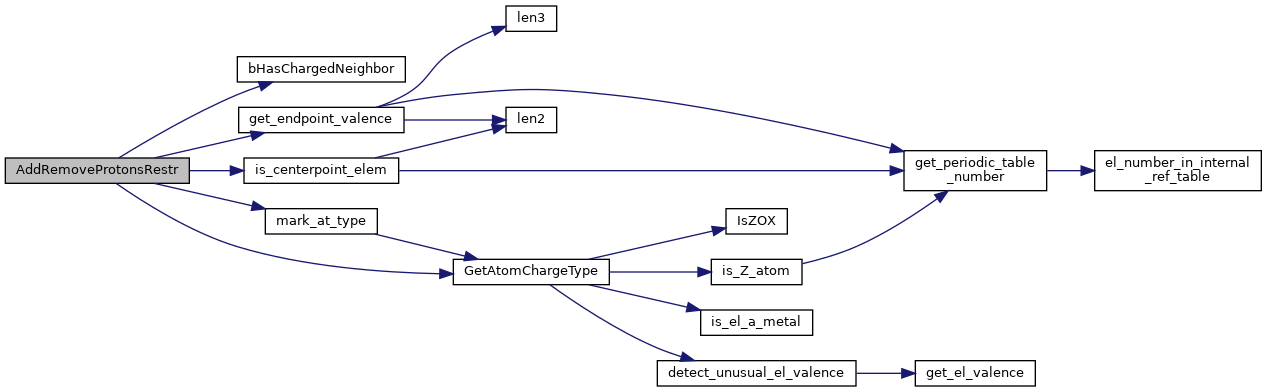 len3
bHasChargedNeighbor
get_endpoint_valence
len2
AddRemoveProtonsRestr
is_centerpoint_elem
get_periodic_table
_number
el_number_in_internal
_ref_table
mark_at_type
IsZOX
GetAtomChargeType
is_Z_atom
is_el_a_metal
detect_unusual_el_valence
get_el_valence